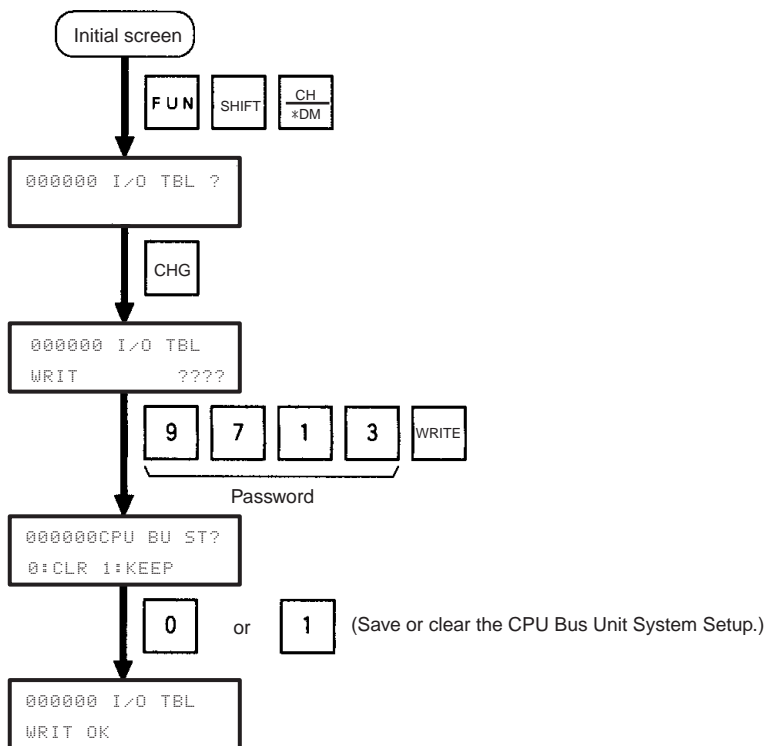 Initial screen
FUN SHIFT CH
*DM
000000 I/O TBL ?
CHG
000000 I/O TBL
WRIT ????
9 7 1 3 WRITE
Password
000000CPU BU ST?
0:CLR 1:KEEP
0 or 1 (Save or clear the CPU Bus Unit System Setup.)
000000 I/O TBL
WRIT OK